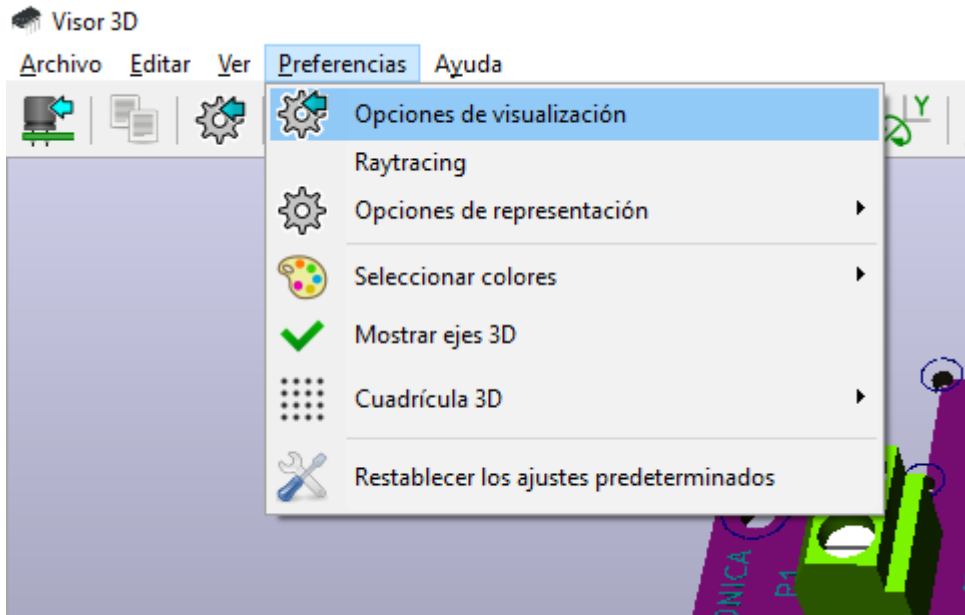 Visor 3D
Archivo Editar Ver Preferencias Ayuda
Y
Opciones de visualización
Raytracing
Opciones de representación
Seleccionar colores
Mostrar ejes 3D
Cuadrícula 3D
Restablecer los ajustes predeterminados
ONICA
P1